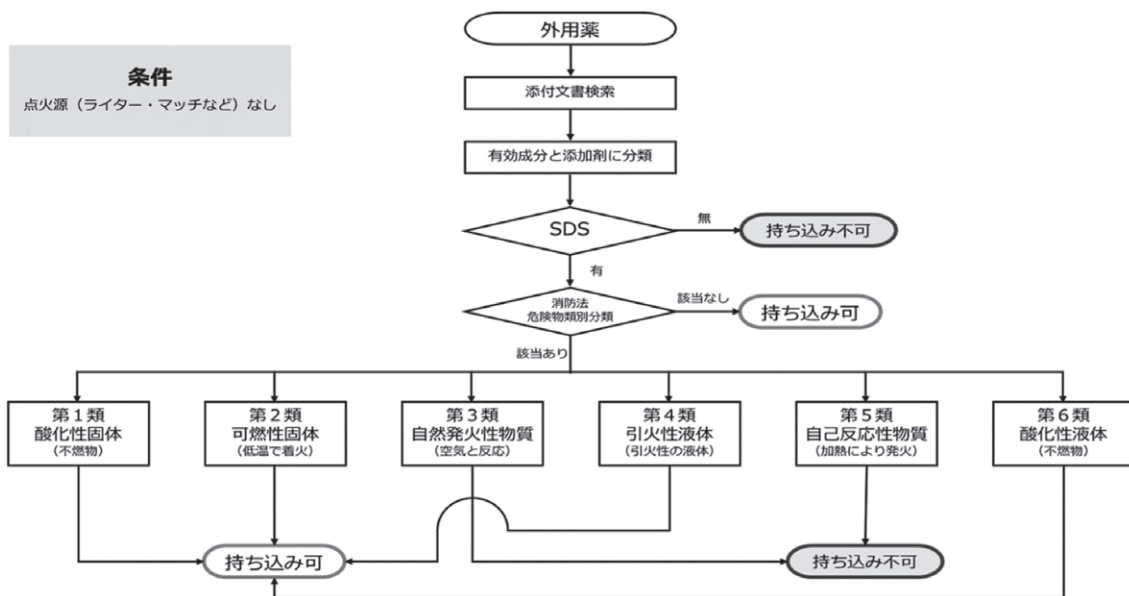 外用薬
条件
点火源（ライター・マッチなど）なし
添付文書検索
有効成分と添加剤に分類
SDS
無
持ち込み不可
有
消防法
危険物類別分類
該当なし
持ち込み可
該当あり
第１類
酸化性固体
（不燃物）
第２類
可燃性固体
（低温で着火）
第３類
自然発火性物質
（空気と反応）
第４類
引火性液体
（引火性の液体）
第５類
自己反応性物質
（加熱により発火）
第６類
酸化性液体
（不燃物）
持ち込み可
持ち込み不可